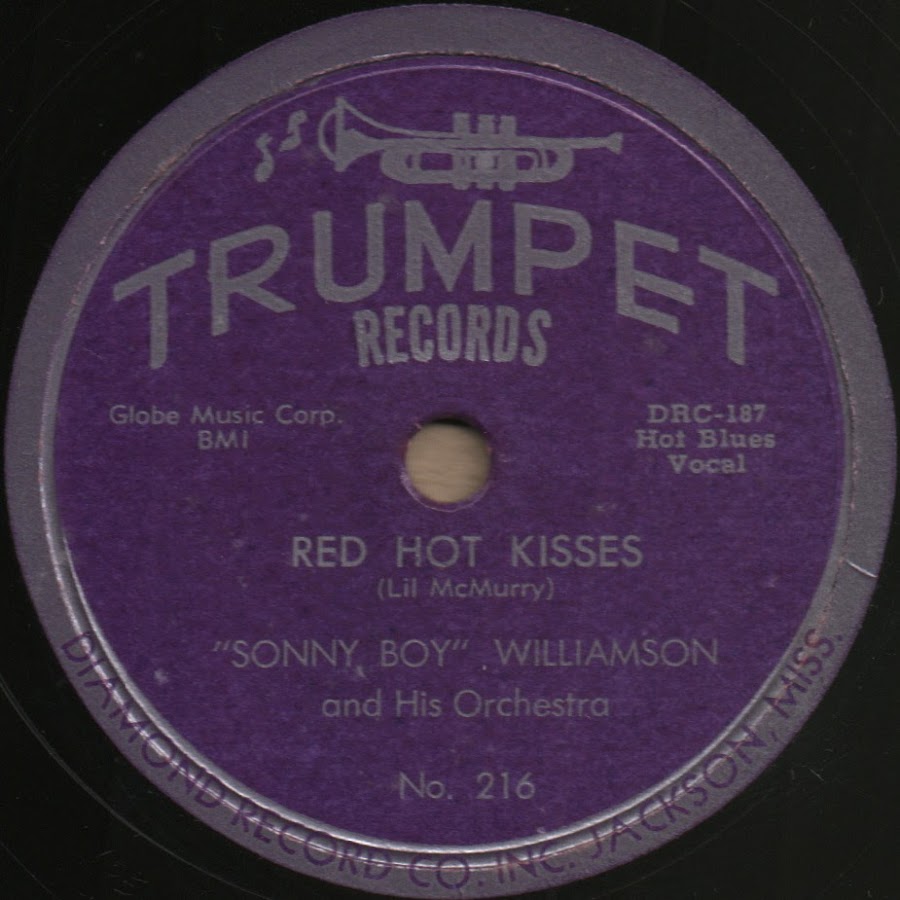 TRUMPET
RECORDS
Globe Music Corp.
BMI
DRC-187
Hot Blues
Vocal
RED HOT KISSES
(Lil McMurry)
"SONNY BOY" WILLIAMSON
and His Orchestra
No. 216
DIAMOND RECORD CO. INC. JACKSON, MISS.